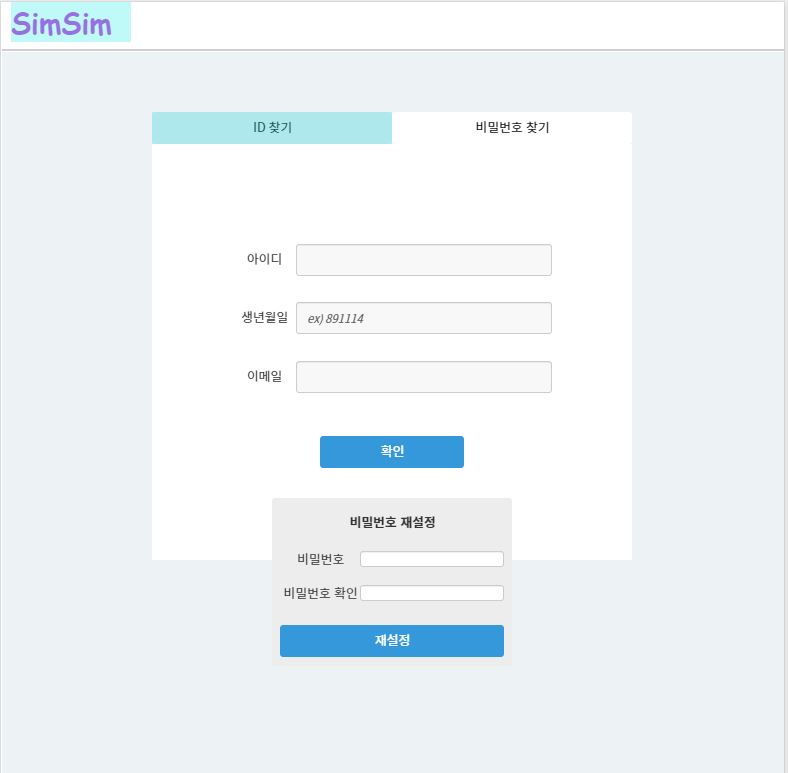 SimSim
ID 찾기 비밀번호 찾기
아이디
생년월일 ex) 891114
이메일
확인
비밀번호 재설정
비밀번호
비밀번호 확인
재설정